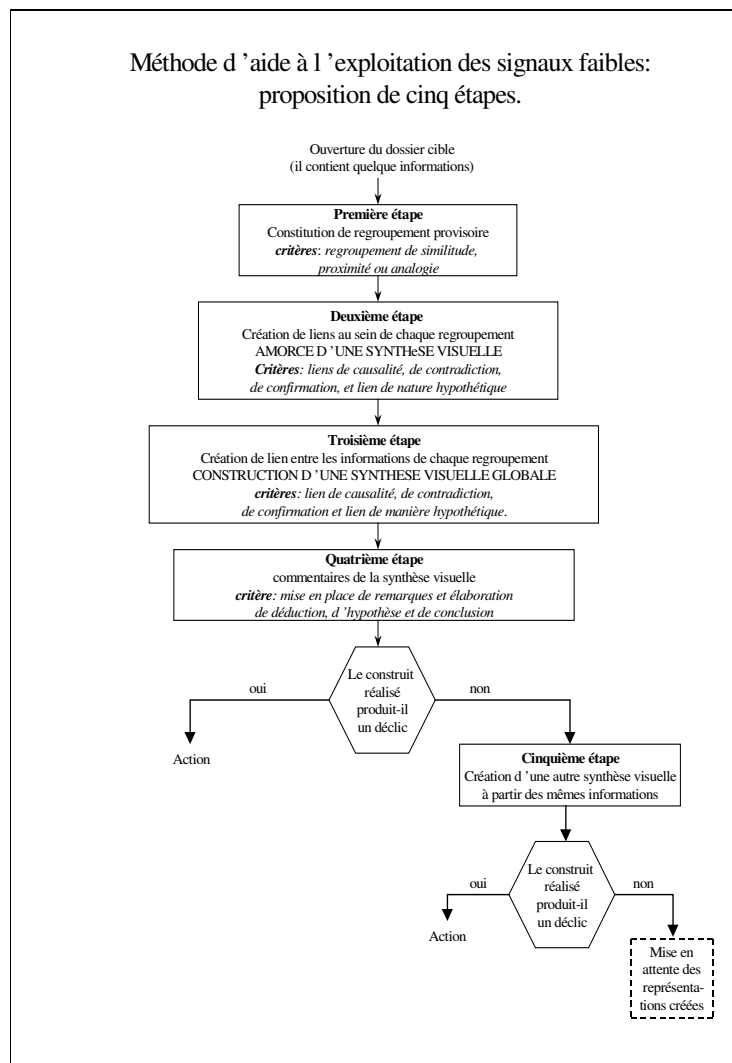 Méthode d ’aide à l ’exploitation des signaux faibles:
proposition de cinq étapes.
Ouverture du dossier cible
(il contient quelque informations)
Première étape
Constitution de regroupement provisoire
critères: regroupement de similitude,
proximité ou analogie
Deuxième étape
Création de liens au sein de chaque regroupement
AMORCE D ’UNE SYNTHeSE VISUELLE
Critères: liens de causalité, de contradiction,
de confirmation, et lien de nature hypothétique
Troisième étape
Création de lien entre les informations de chaque regroupement
CONSTRUCTION D ’UNE SYNTHESE VISUELLE GLOBALE
critères: lien de causalité, de contradiction,
de confirmation et lien de manière hypothétique.
Quatrième étape
commentaires de la synthèse visuelle
critère: mise en place de remarques et élaboration
de déduction, d ’hypothèse et de conclusion
Le construit
réalisé
produit-il
un déclic
oui
non
Action
Cinquième étape
Création d ’une autre synthèse visuelle
à partir des mêmes informations
Le construit
réalisé
produit-il
un déclic
oui
non
Action
Mise en
attente des
représenta-
tions créées